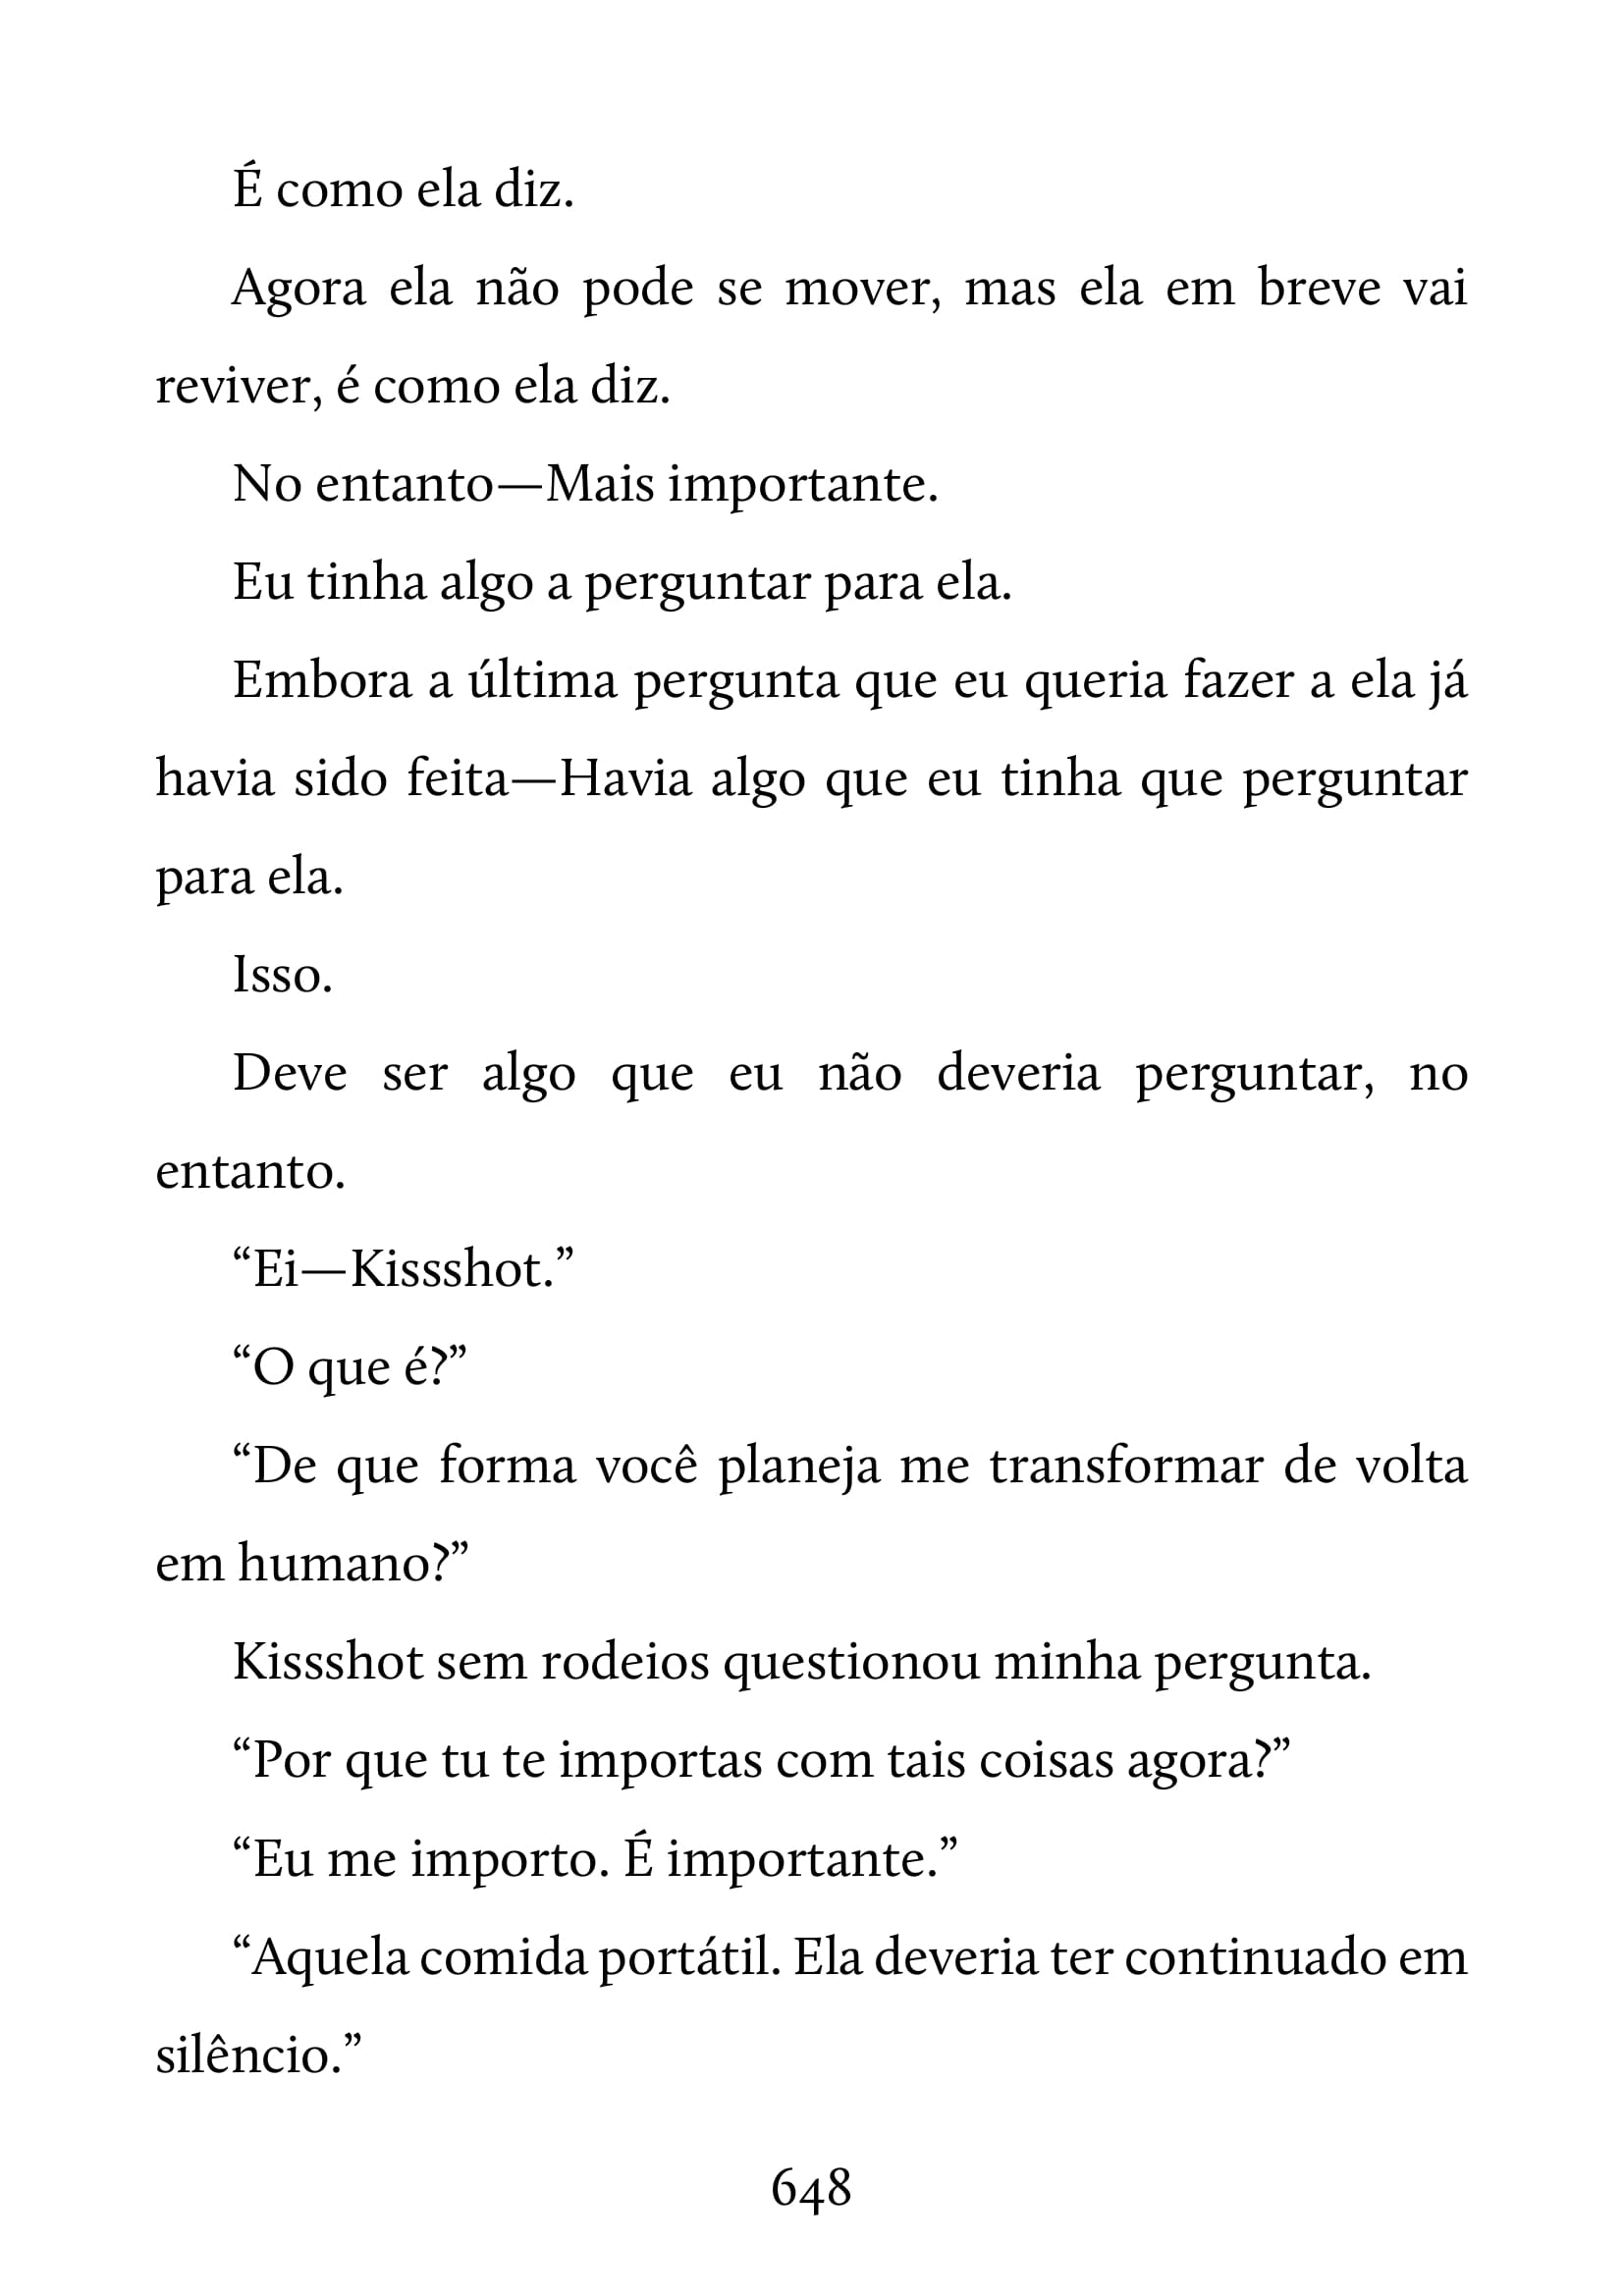 É como ela diz.
Agora ela não pode se mover, mas ela em breve vai
reviver, é como ela diz.
No entanto—Mais importante.
Eu tinha algo a perguntar para ela.
Embora a última pergunta que eu queria fazer a ela já
havia sido feita—Havia algo que eu tinha que perguntar
para ela.
Isso.
Deve ser algo que eu não deveria perguntar, no
entanto.
“Ei—Kissshot.”
“O que é?”
“De que forma você planeja me transformar de volta
em humano?”
Kissshot sem rodeios questionou minha pergunta.
“Por que tu te importas com tais coisas agora?”
“Eu me importo. É importante.”
“Aquela comida portátil. Ela deveria ter continuado em
silêncio.”
648